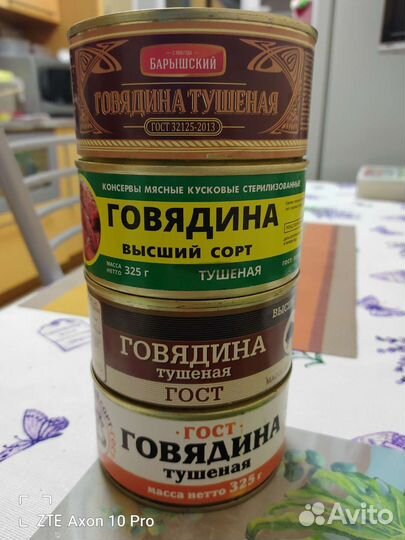 БАРЫШСКИЙ
ГОВЯДИНА ТУШЕНАЯ
ГОСТ 32125-2013
КОНСЕРВЫ МЯСНЫЕ КУСКОВЫЕ СТЕРИЛИЗОВАННЫЕ
ГОВЯДИНА
ВЫСШИЙ СОРТ
МАССА НЕТТО 325 г
ТУШЕНАЯ
ГОВЯДИНА
тушеная
ГОСТ
ГОСТ
ГОВЯДИНА
тушеная
масса нетто 325 г
ZTE Axon 10 Pro
Avito